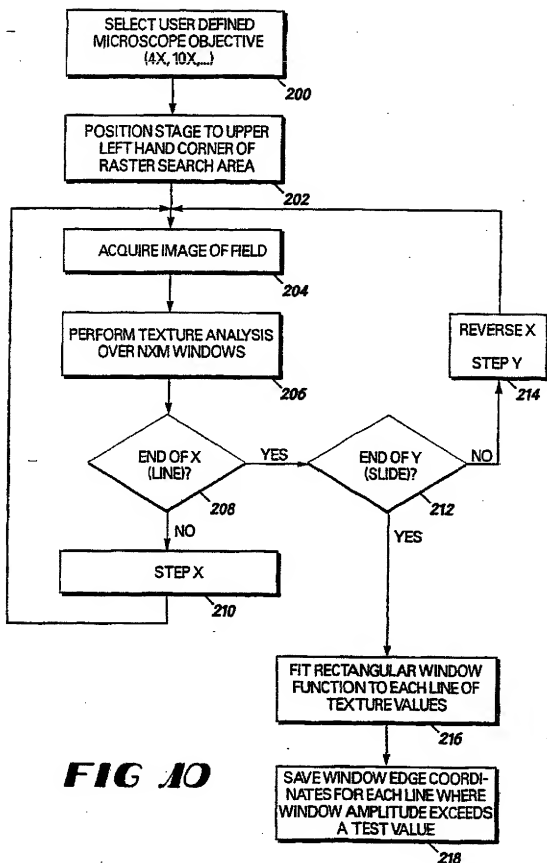 SELECT USER DEFINED
MICROSCOPE OBJECTIVE
(4X, 10X,...)
200
POSITION STAGE TO UPPER
LEFT HAND CORNER OF
RASTER SEARCH AREA
202
ACQUIRE IMAGE OF FIELD
204
PERFORM TEXTURE ANALYSIS
OVER NXM WINDOWS
206
REVERSE X
STEP Y
214
END OF X
(LINE)?
208
YES
END OF Y
(SLIDE)?
212
NO
NO
YES
STEP X
210
FIT RECTANGULAR WINDOW
FUNCTION TO EACH LINE OF
TEXTURE VALUES
216
SAVE WINDOW EDGE COORDI-
NATES FOR EACH LINE WHERE
WINDOW AMPLITUDE EXCEEDS
A TEST VALUE
218
FIG 10